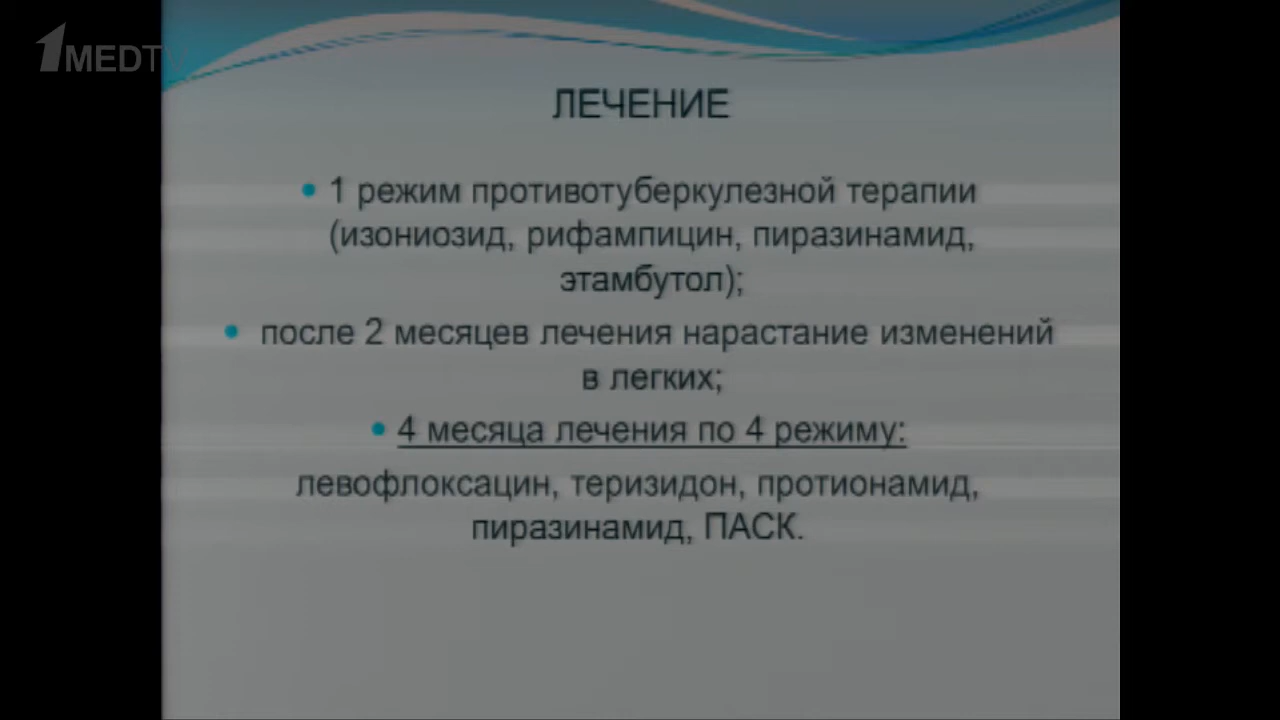 1MEDTV
ЛЕЧЕНИЕ
• 1 режим противотуберкулезной терапии
(изониозид, рифампицин, пиразинамид,
этамбутол);
• после 2 месяцев лечения нарастание изменений
в легких;
• 4 месяца лечения по 4 режиму:
левофлоксацин, теризидон, протионамид,
пиразинамид, ПАСК.